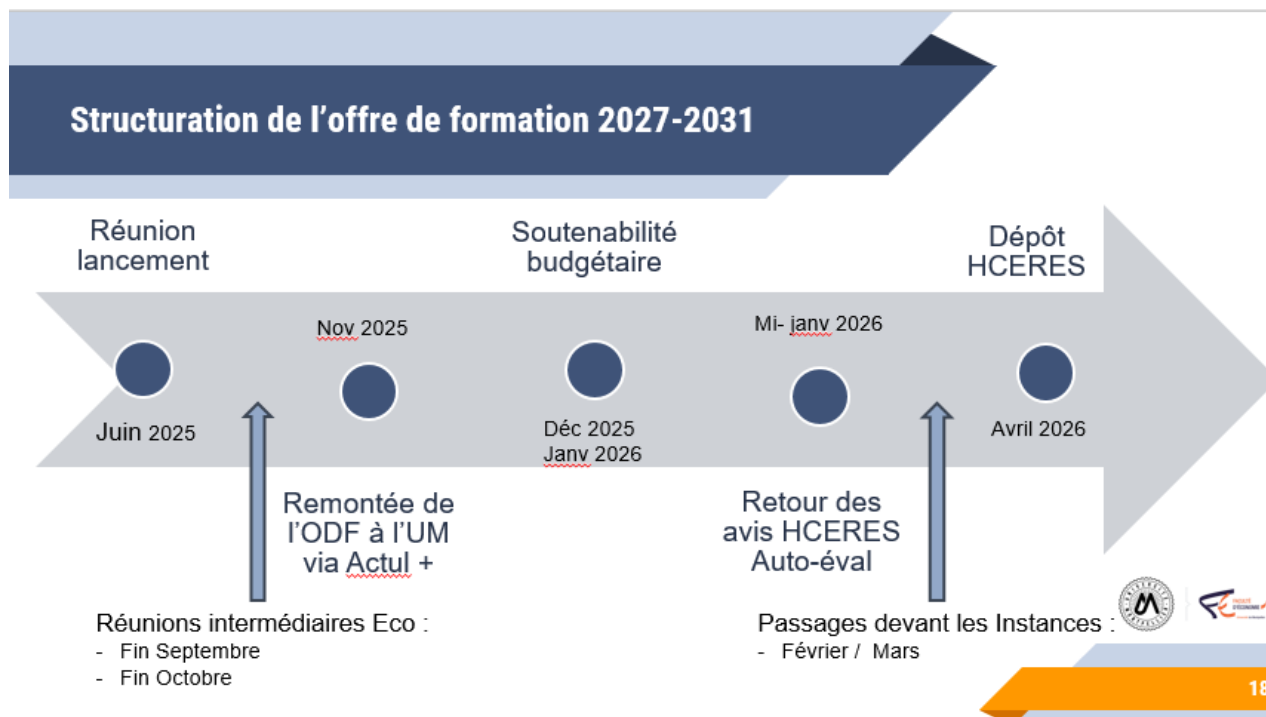 Structuration de l'offre de formation 2027-2031
Réunion
lancement
Soutenabilité
budgétaire
Dépôt
HCERES
Nov 2025
Mi- janv 2026
Juin 2025
Déc 2025
Janv 2026
Avril 2026
Remontée de
l'ODF à l'UM
via Actul +
Retour des
avis HCERES
Auto-éval
Réunions intermédiaires Eco :
- Fin Septembre
- Fin Octobre
Passages devant les Instances :
- Février / Mars
18